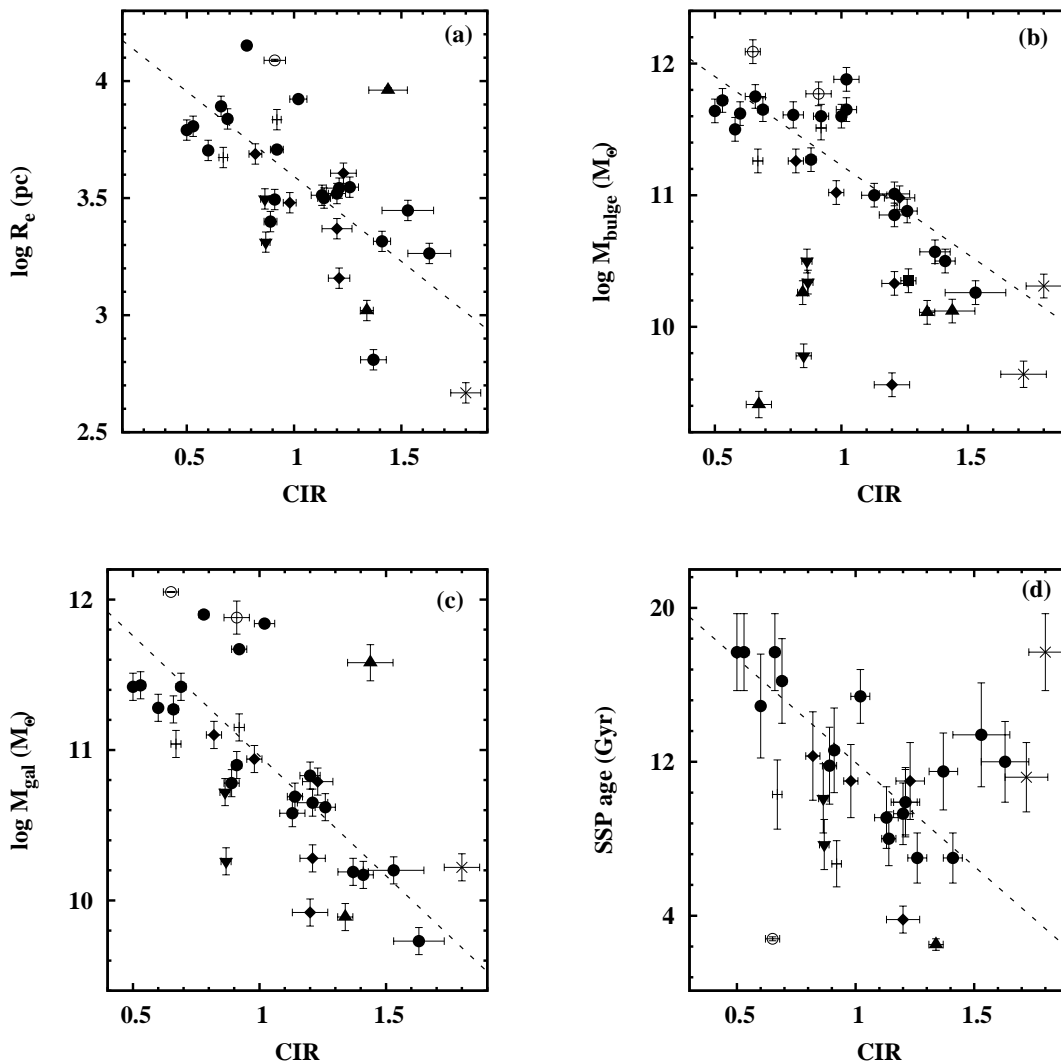 (a)
4
3.5
3
2.5
log R_e (pc)
0.5 1 1.5
CIR
(b)
12
11
10
log M_bulge (M_⊙)
0.5 1 1.5
CIR
(c)
12
11
10
log M_gal (M_⊙)
0.5 1 1.5
CIR
(d)
20
12
4
SSP age (Gyr)
0.5 1 1.5
CIR